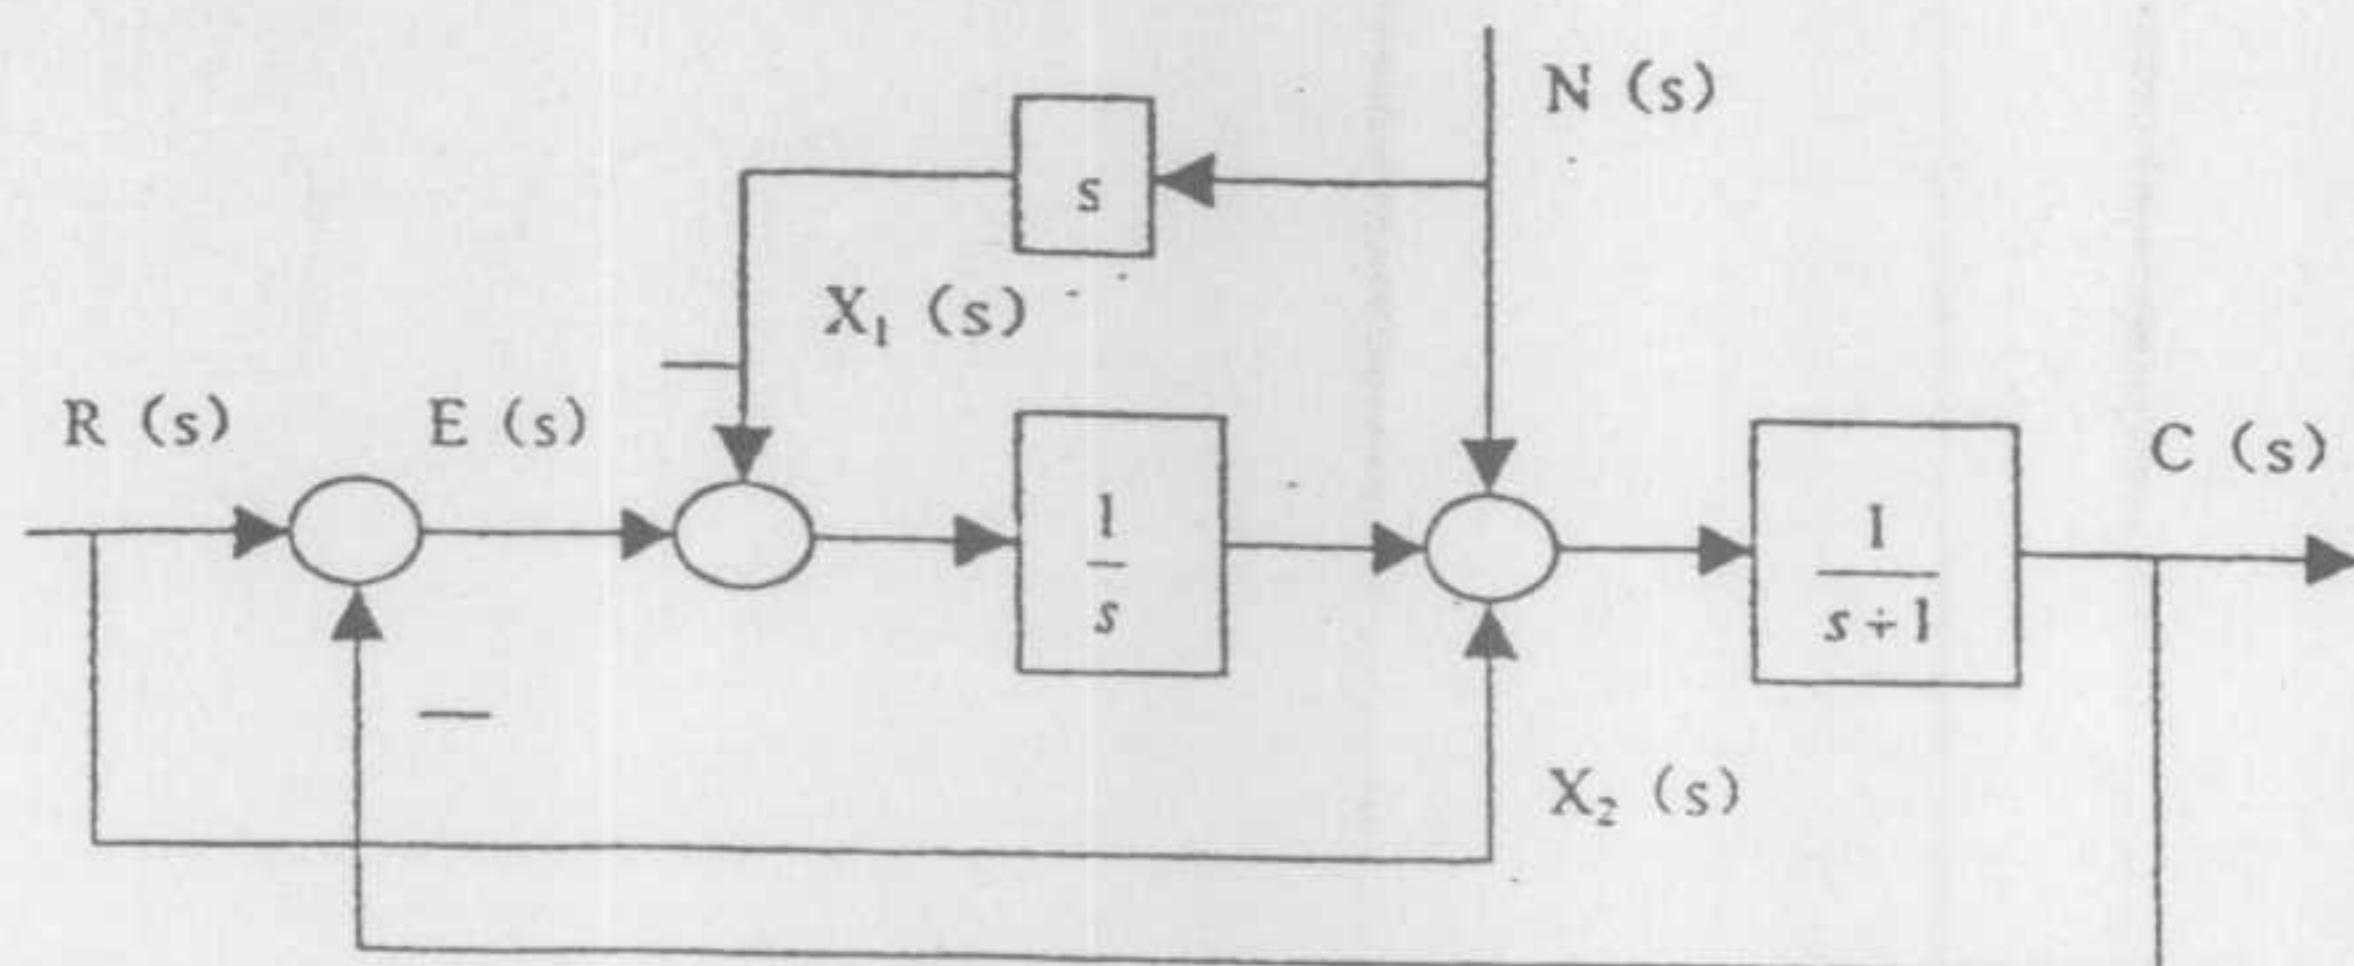 N (s)
s
X₁ (s)
R (s)
E (s)
—
1
s
1
s+1
C (s)
—
X₂ (s)